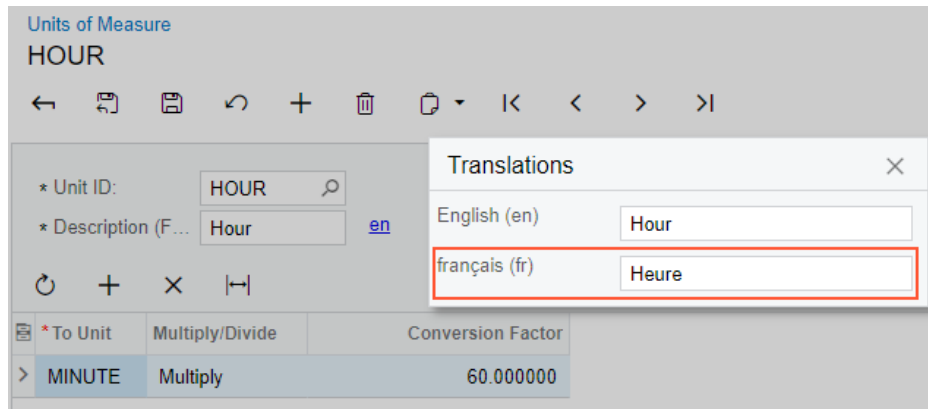 Units of Measure
HOUR
Translations
English (en) Hour
français (fr) Heure
* Unit ID: HOUR
* Description (F... Hour en
* To Unit Multiply/Divide Conversion Factor
MINUTE Multiply 60.000000